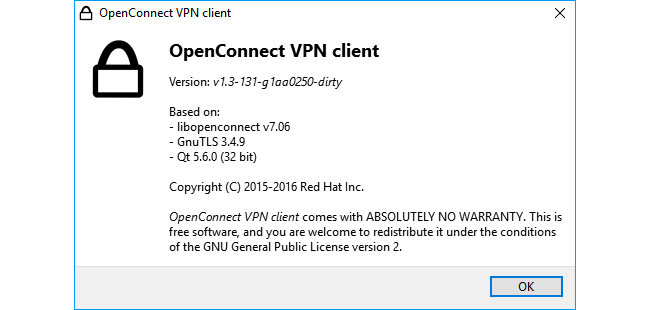 OpenConnect VPN client
OpenConnect VPN client
Version: v1.3-131-g1aa0250-dirty
Based on:
- libopenconnect v7.06
- GnuTLS 3.4.9
- Qt 5.6.0 (32 bit)
Copyright (C) 2015-2016 Red Hat Inc.
OpenConnect VPN client comes with ABSOLUTELY NO WARRANTY. This is
free software, and you are welcome to redistribute it under the conditions
of the GNU General Public License version 2.
OK